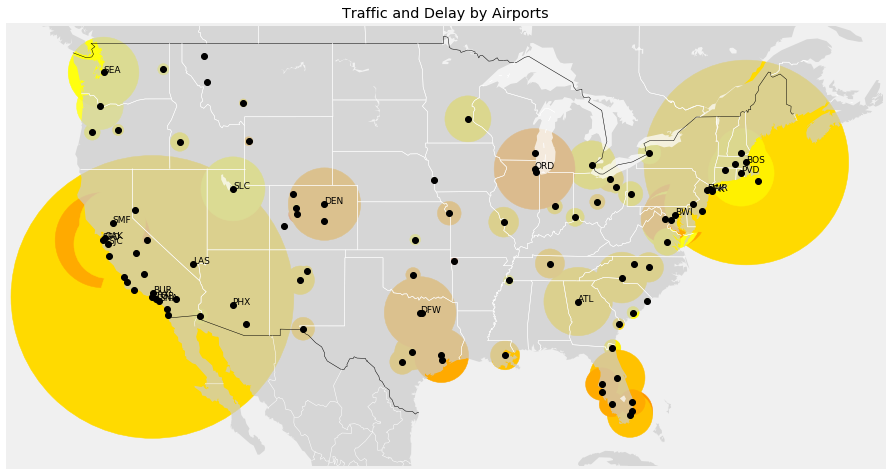 Traffic and Delay by Airports
SEA
BOS
ORD
PVD
SLC
DEN
EWR
BWI
SMF
OAK
SJC
LAS
BUR
PHX
ATL
DFW